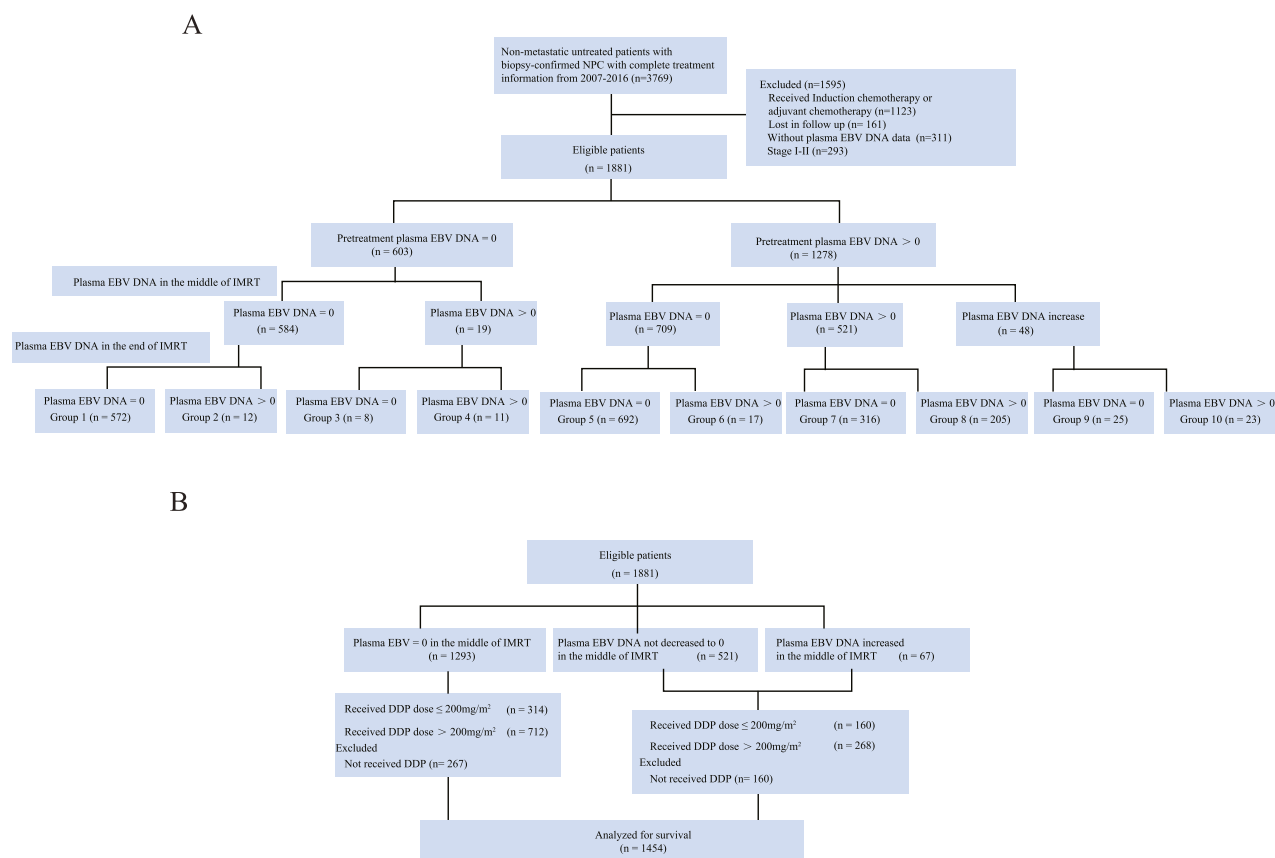 A
Non-metastatic untreated patients with
biopsy-confirmed NPC with complete treatment
information from 2007-2016 (n=3769)
Excluded (n=1595)
Received Induction chemotherapy or
adjuvant chemotherapy (n=1123)
Lost in follow up (n= 161)
Without plasma EBV DNA data (n=311)
Stage I-II (n=293)
Eligible patients
(n = 1881)
Pretreatment plasma EBV DNA = 0
(n = 603)
Pretreatment plasma EBV DNA > 0
(n = 1278)
Plasma EBV DNA in the middle of IMRT
Plasma EBV DNA = 0
(n = 584)
Plasma EBV DNA > 0
(n = 19)
Plasma EBV DNA = 0
(n = 709)
Plasma EBV DNA > 0
(n = 521)
Plasma EBV DNA increase
(n = 48)
Plasma EBV DNA in the end of IMRT
Plasma EBV DNA = 0
Group 1 (n = 572)
Plasma EBV DNA > 0
Group 2 (n = 12)
Plasma EBV DNA = 0
Group 3 (n = 8)
Plasma EBV DNA > 0
Group 4 (n = 11)
Plasma EBV DNA = 0
Group 5 (n = 692)
Plasma EBV DNA > 0
Group 6 (n = 17)
Plasma EBV DNA = 0
Group 7 (n = 316)
Plasma EBV DNA > 0
Group 8 (n = 205)
Plasma EBV DNA = 0
Group 9 (n = 25)
Plasma EBV DNA > 0
Group 10 (n = 23)
B
Eligible patients
(n = 1881)
Plasma EBV = 0 in the middle of IMRT
(n = 1293)
Plasma EBV DNA not decreased to 0
in the middle of IMRT (n = 521)
Plasma EBV DNA increased
in the middle of IMRT (n = 67)
Received DDP dose ≤ 200mg/m² (n = 314)
Received DDP dose > 200mg/m² (n = 712)
Excluded
Not received DDP (n= 267)
Received DDP dose ≤ 200mg/m² (n = 160)
Received DDP dose > 200mg/m² (n = 268)
Excluded
Not received DDP (n= 160)
Analyzed for survival
(n = 1454)